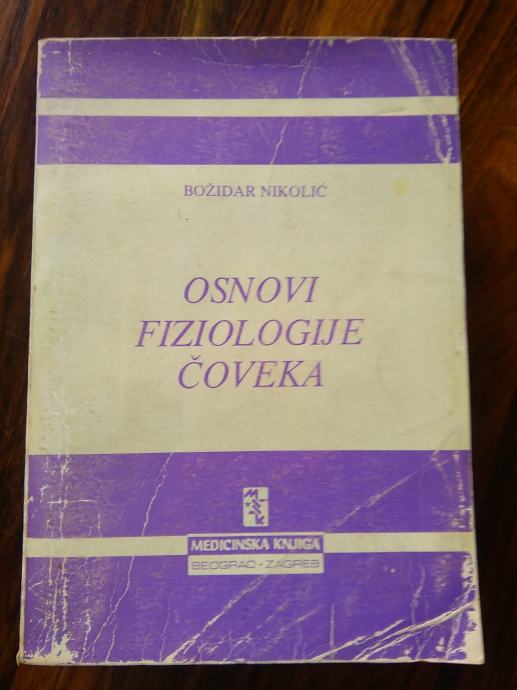 BOŽIDAR NIKOLIĆ
OSNOVI
FIZIOLOGIJE
ČOVEKA
MEDICINSKA KNJIGA
BEOGRAD - ZAGREB